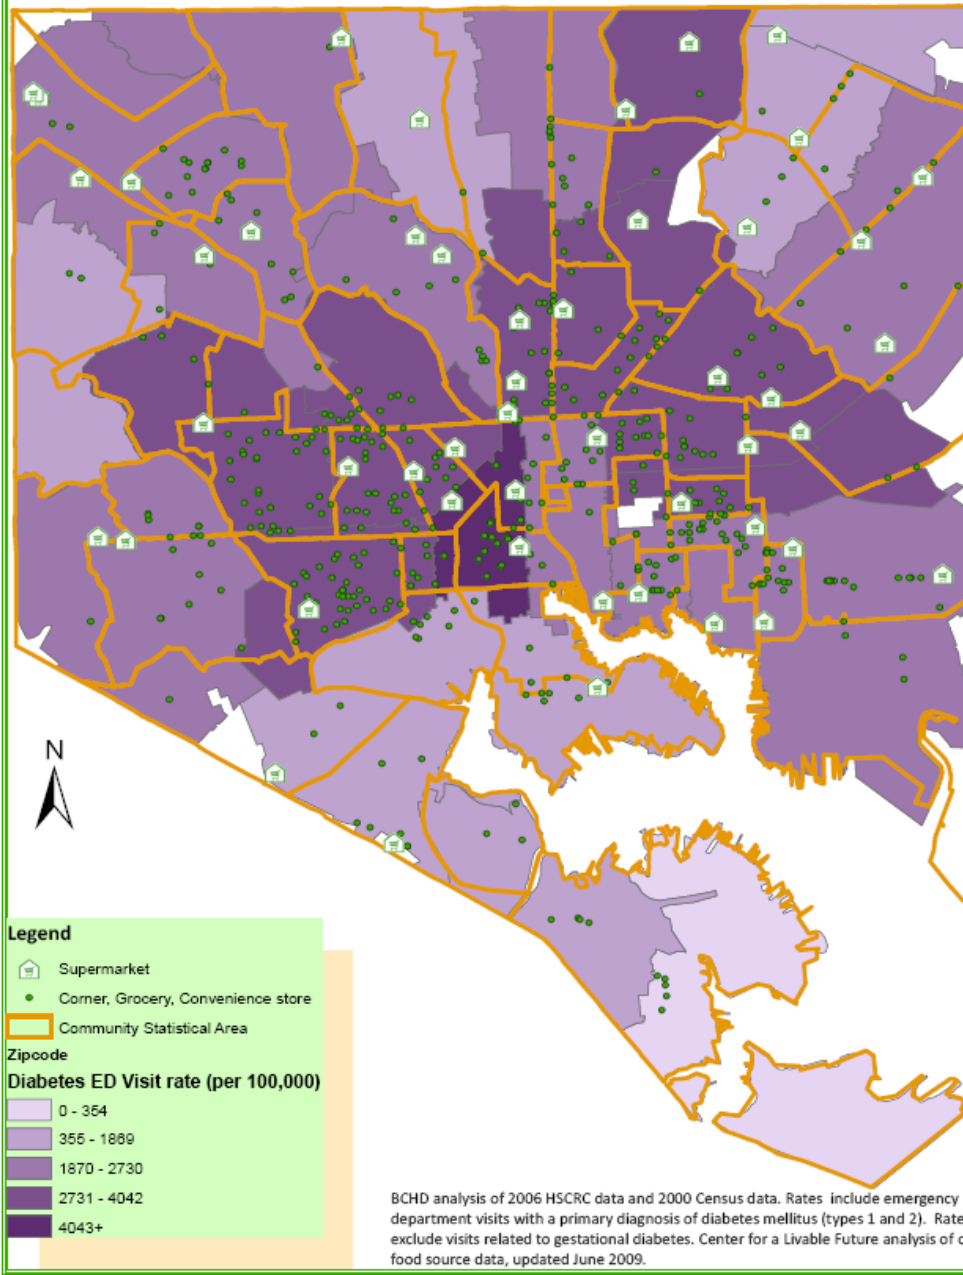 N
Legend
Supermarket
Corner, Grocery, Convenience store
Community Statistical Area
Zipcode
Diabetes ED Visit rate (per 100,000)
0 - 354
355 - 1869
1870 - 2730
2731 - 4042
4043+
BCHD analysis of 2006 HSCRC data and 2000 Census data. Rates include emergency
department visits with a primary diagnosis of diabetes mellitus (types 1 and 2). Rate
exclude visits related to gestational diabetes. Center for a Livable Future analysis of
food source data, updated June 2009.